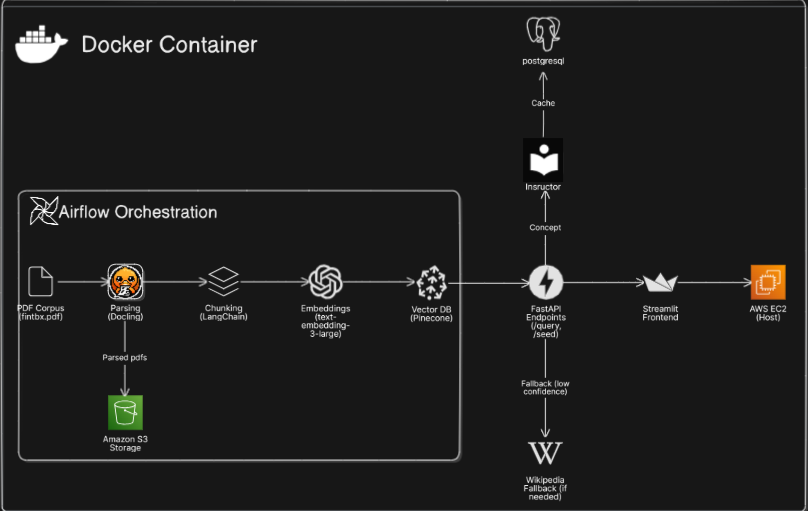 Docker Container
postgresql
Cache
Insructor
Concept
Airflow Orchestration
PDF Corpus
(fintbx.pdf)
Parsing
(Docling)
Chunking
(LangChain)
Embeddings
(text-
embedding-
3-large)
Vector DB
(Pinecone)
FastAPI
Endpoints
(/query,
/seed)
Streamlit
Frontend
AWS EC2
(Host)
Parsed pdfs
Fallback (low
confidence)
Amazon S3
Storage
W
Wikipedia
Fallback (if
needed)